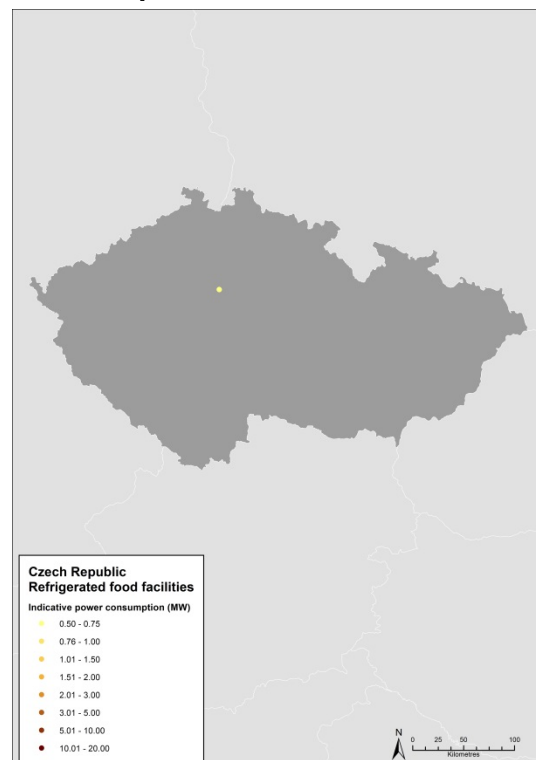 Czech Republic
Refrigerated food facilities
Indicative power consumption (MW)
0.50 - 0.75
0.76 - 1.00
1.01 - 1.50
1.51 - 2.00
2.01 - 3.00
3.01 - 5.00
5.01 - 10.00
10.01 - 20.00
N
0 25 50 100
Kilometres